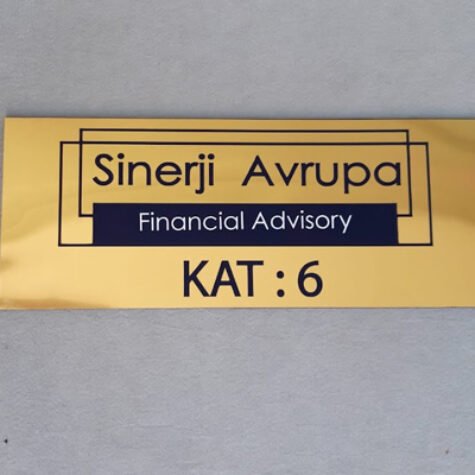 Sinerji Avrupa
Financial Advisory
KAT : 6